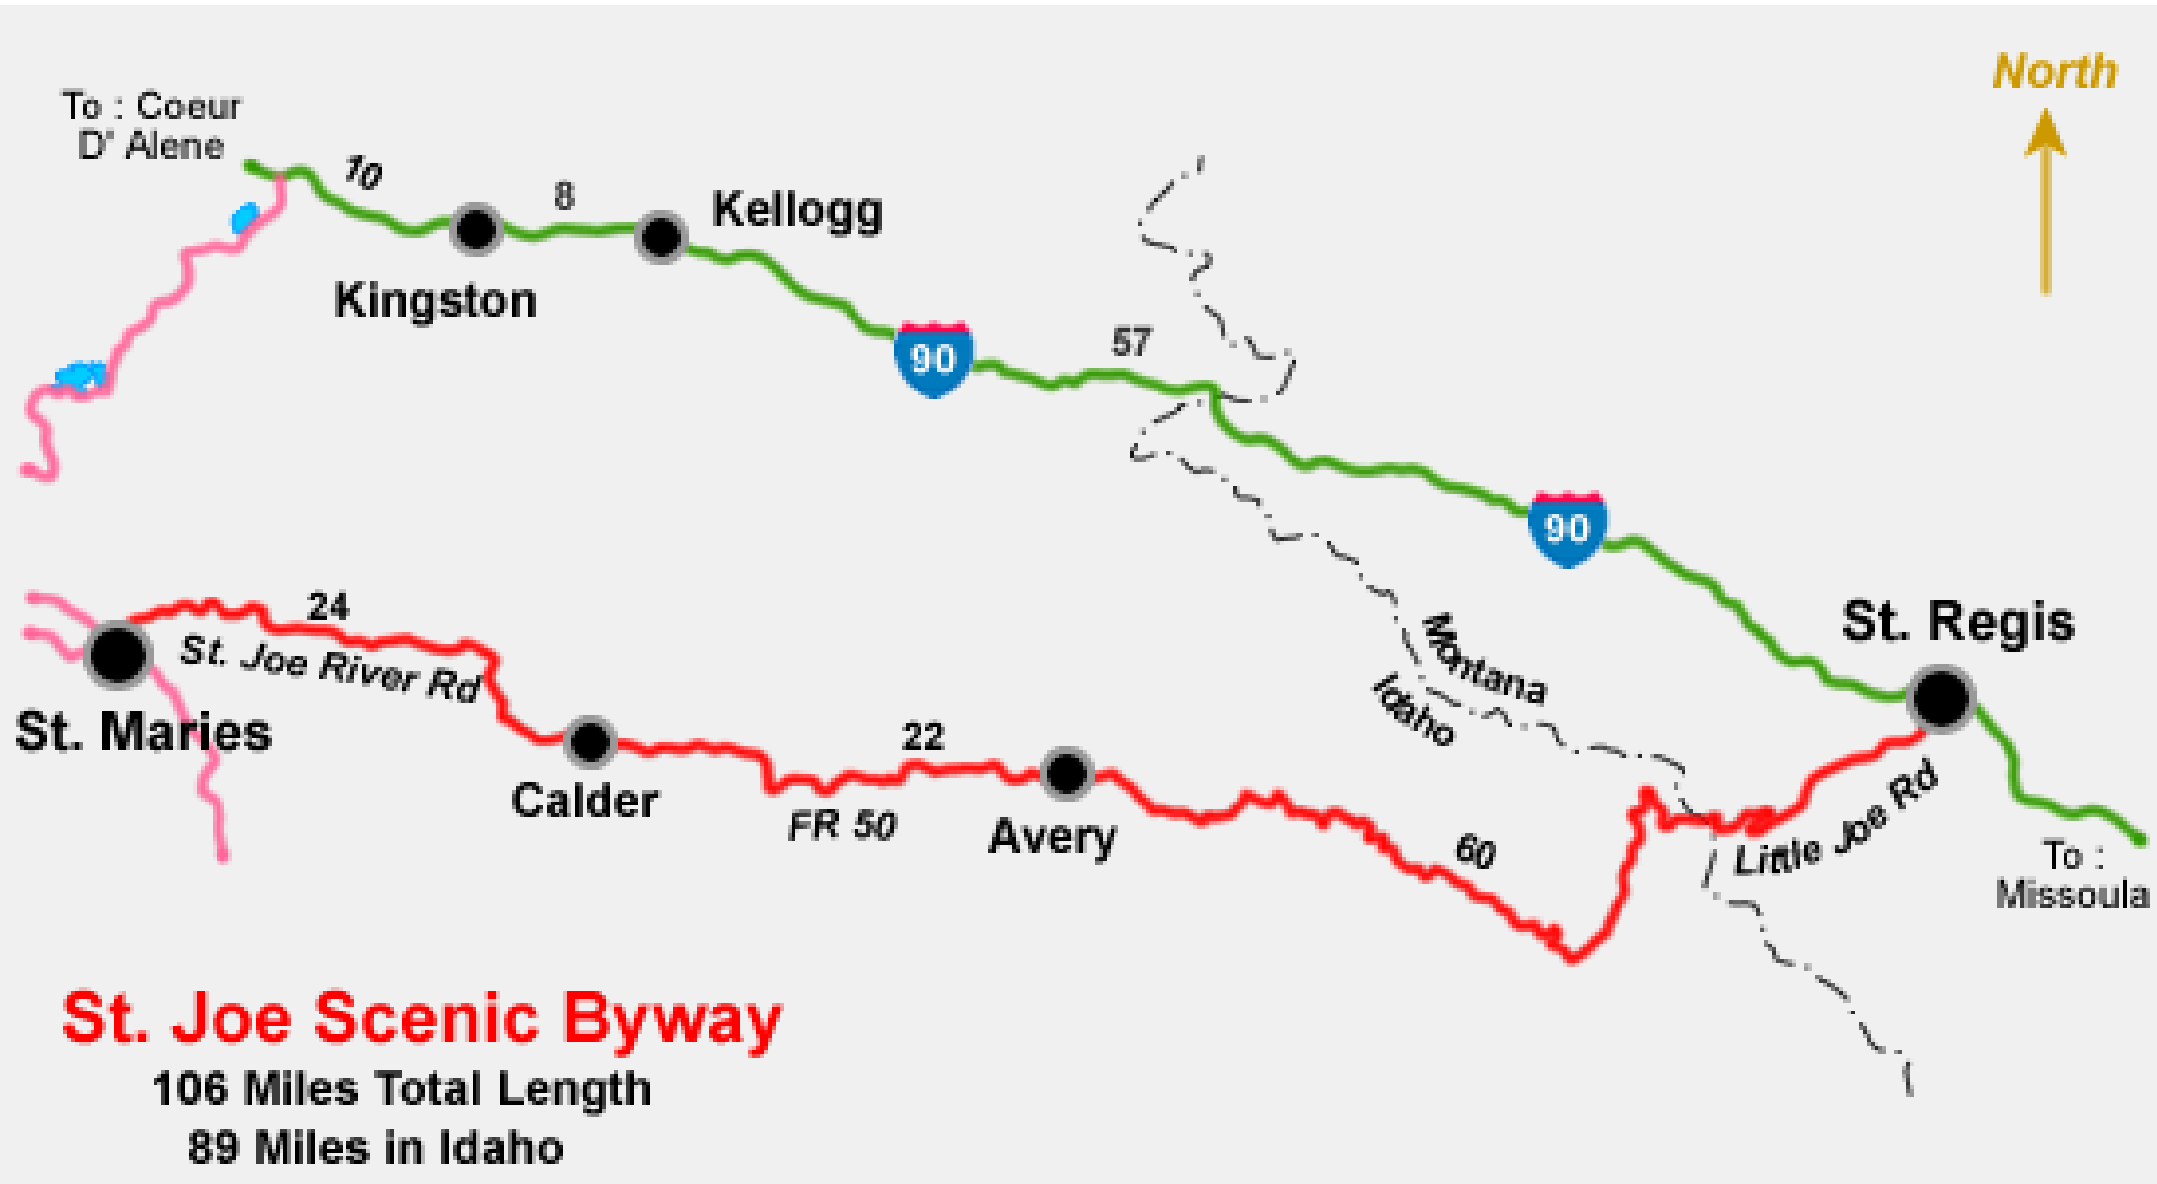 North
To : Coeur
D' Alene
10
8
Kellogg
Kingston
90
57
90
St. Regis
24
St. Joe River Rd
Montana
Idaho
St. Maries
22
Calder
FR 50
Avery
60
Little Joe Rd
To :
Missoula
St. Joe Scenic Byway
106 Miles Total Length
89 Miles in Idaho